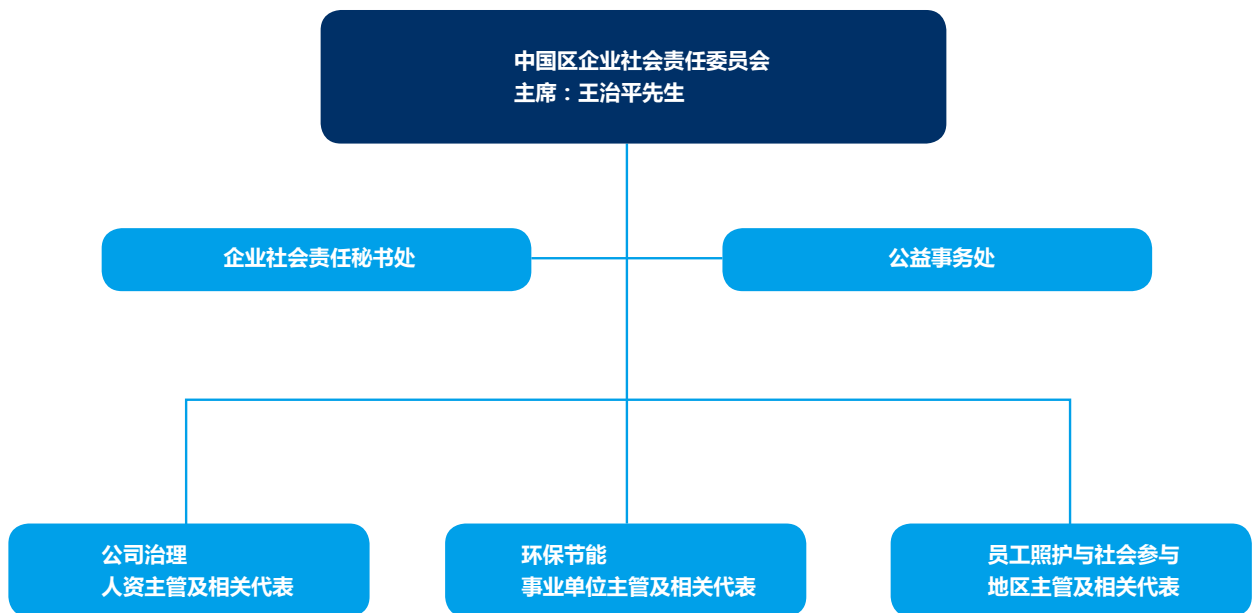 中国区企业社会责任委员会
主席：王治平先生
企业社会责任秘书处
公益事务处
公司治理
人资主管及相关代表
环保节能
事业单位主管及相关代表
员工照护与社会参与
地区主管及相关代表